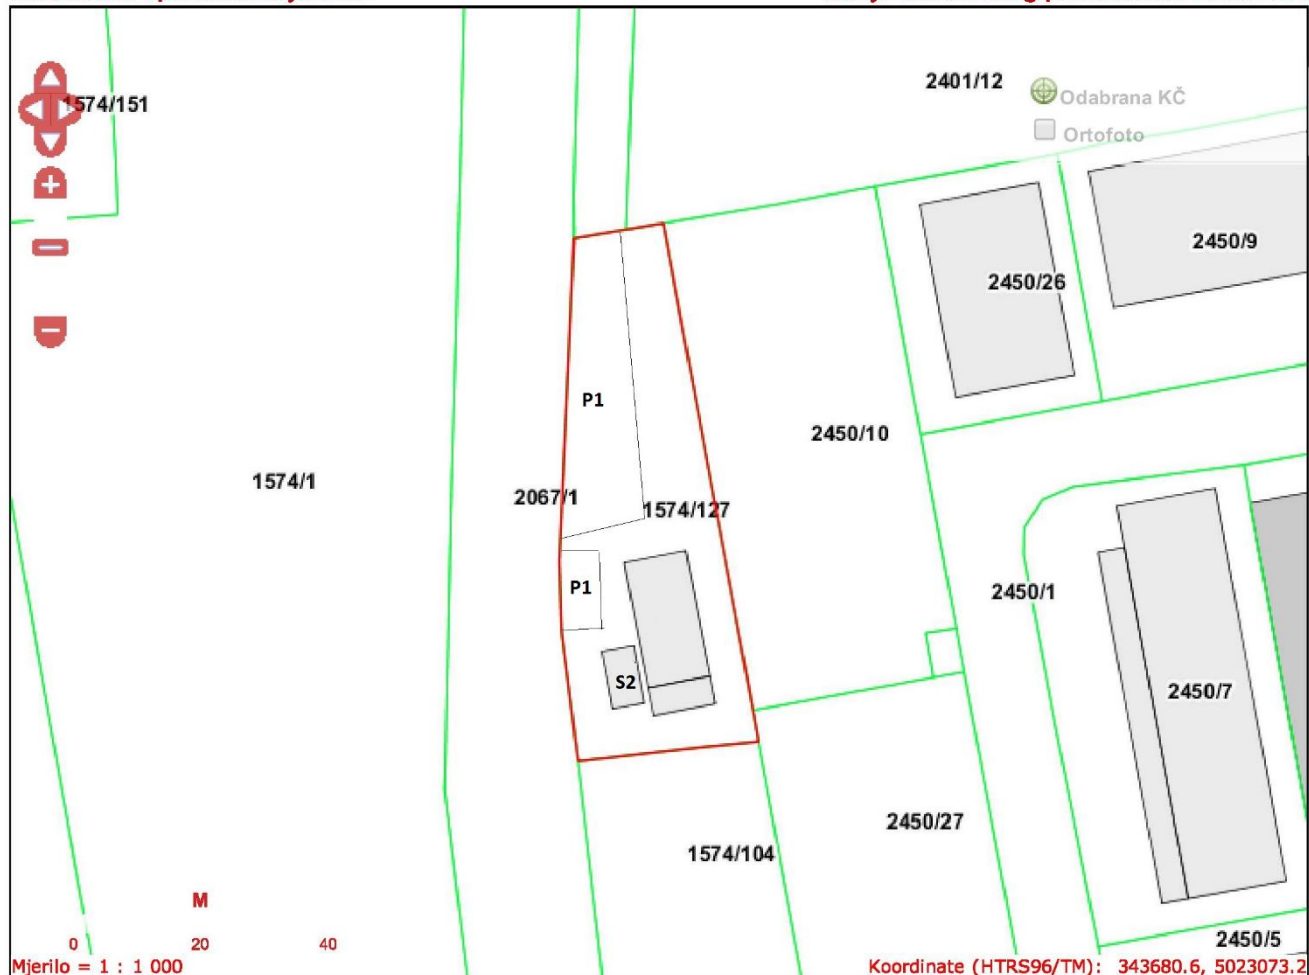 2401/12
Odabrana KČ
1574/151
Ortofoto
2450/9
2450/26
P1
2450/10
1574/1
2067/1
1574/127
P1
2450/1
S2
2450/7
2450/27
1574/104
M
2450/5
0 20 40
Mjerilo = 1 : 1 000
Koordinate (HTRS96/TM): 343680.6, 5023073.2